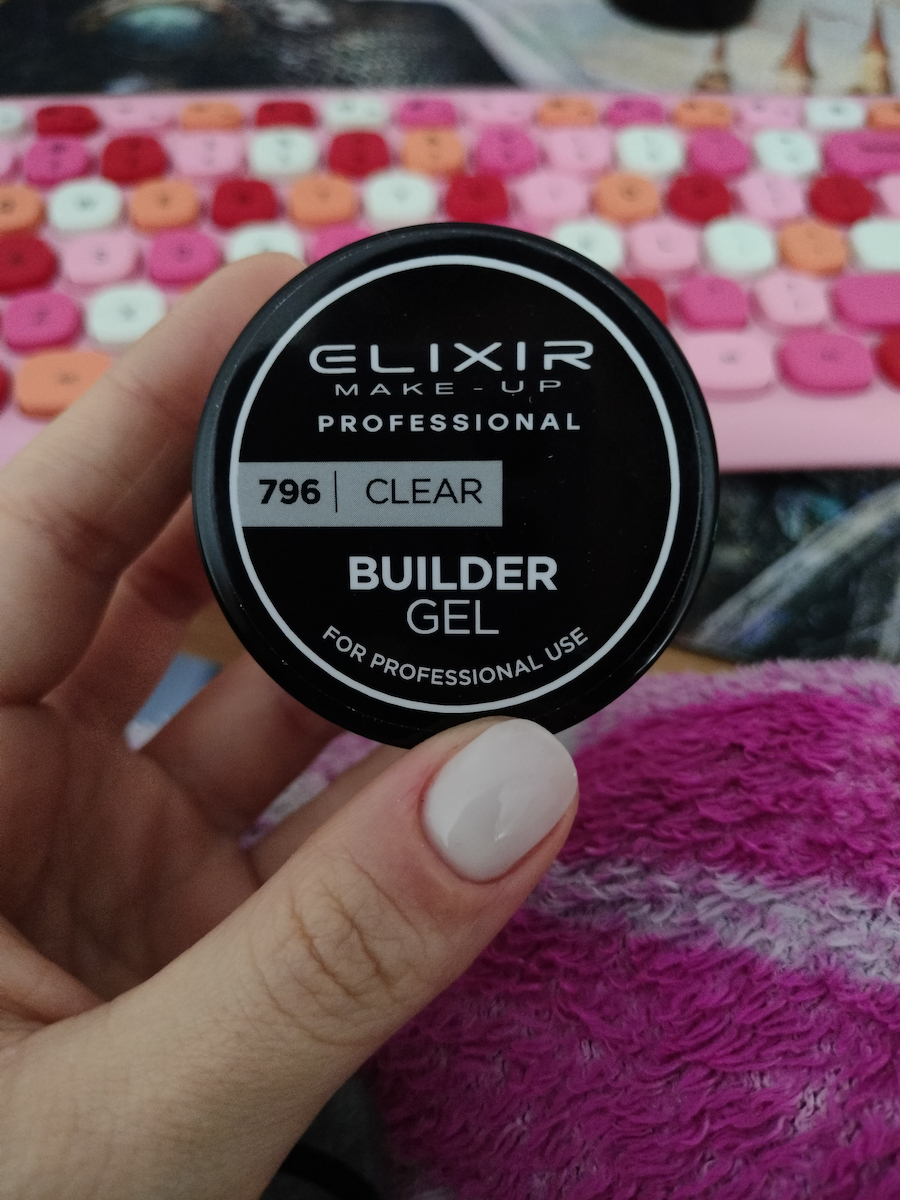 ELIXIR
MAKE-UP
PROFESSIONAL
796 | CLEAR
BUILDER
GEL
FOR PROFESSIONAL USE